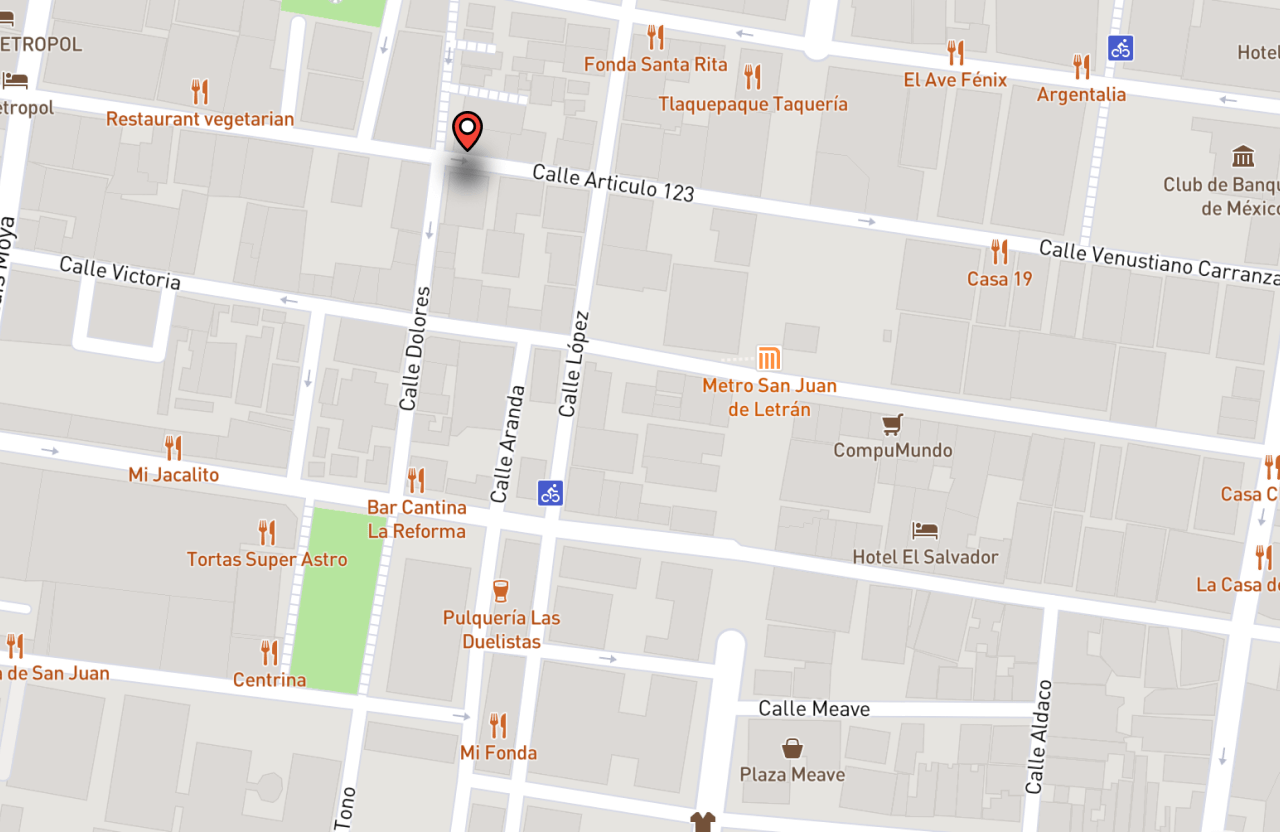 ETROPOL
etropol
Restaurant vegetarian
Fonda Santa Rita
Tlaquepaque Taquería
El Ave Fénix
Argentalia
Hotel
Club de Banqu
de México
Calle Articulo 123
Calle Venustiano Carranza
Casa 19
Moya
Calle Victoria
Calle Dolores
Calle López
Calle Aranda
Metro San Juan
de Letrán
CompuMundo
Mi Jacalito
Bar Cantina
La Reforma
Casa C
Tortas Super Astro
Hotel El Salvador
La Casa de
Pulquería Las
Duelistas
a de San Juan
Centrina
Calle Meave
Calle Aldaco
Mi Fonda
Plaza Meave
Tono